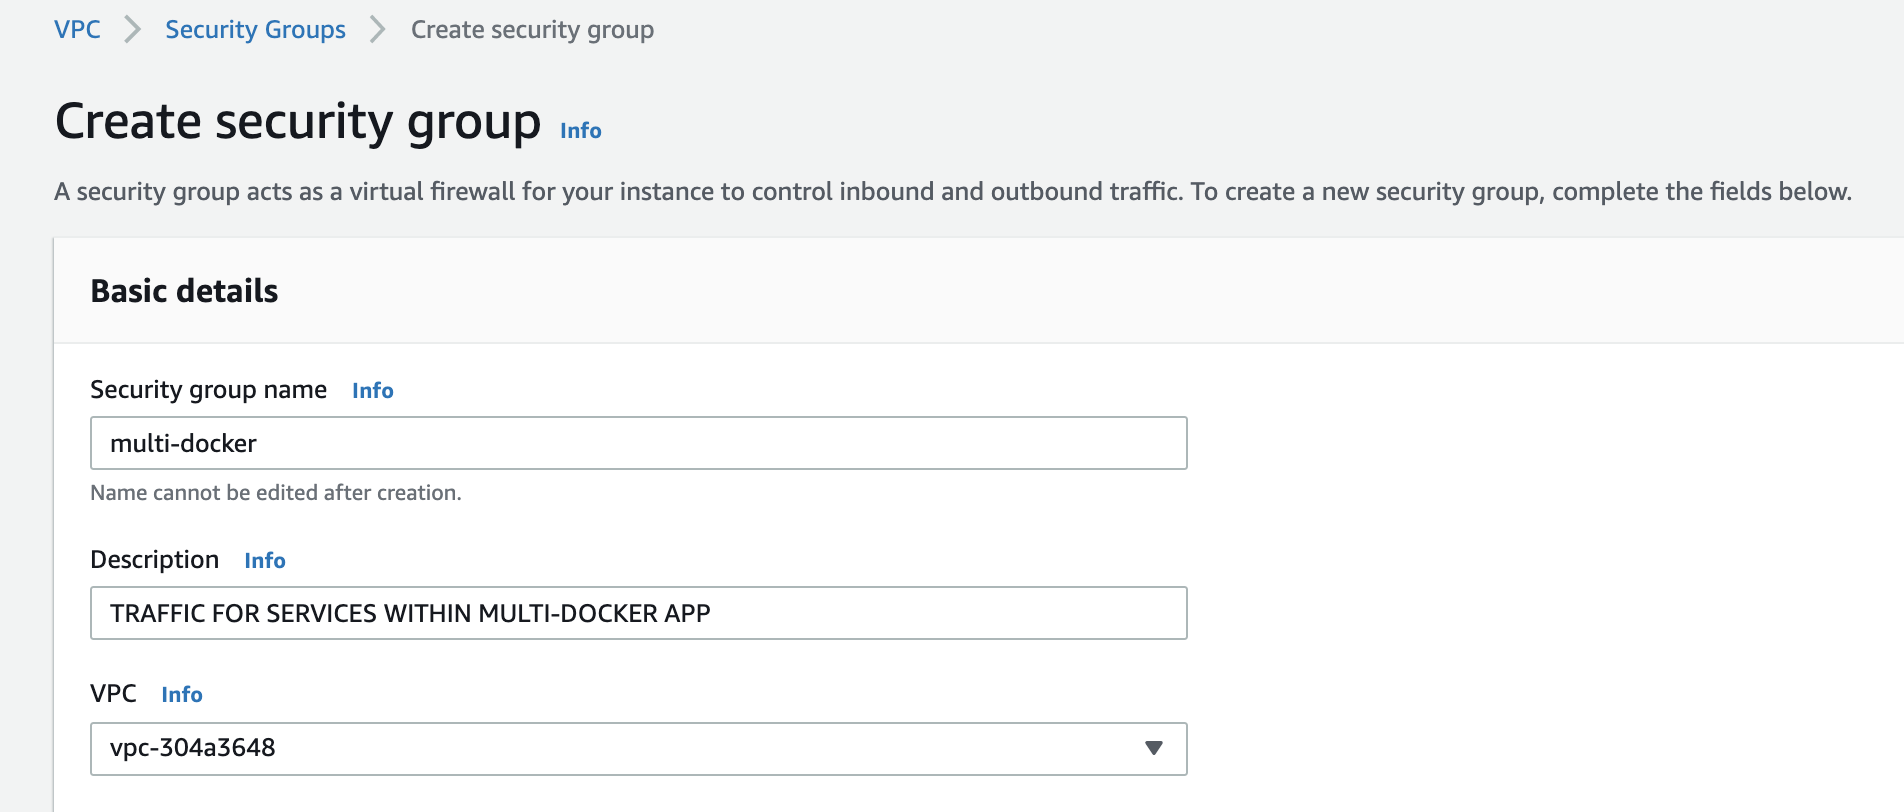 VPC Security Groups Create security group
Create security group Info
A security group acts as a virtual firewall for your instance to control inbound and outbound traffic. To create a new security group, complete the fields below.
Basic details
Security group name Info
multi-docker
Name cannot be edited after creation.
Description Info
TRAFFIC FOR SERVICES WITHIN MULTI-DOCKER APP
VPC Info
vpc-304a3648